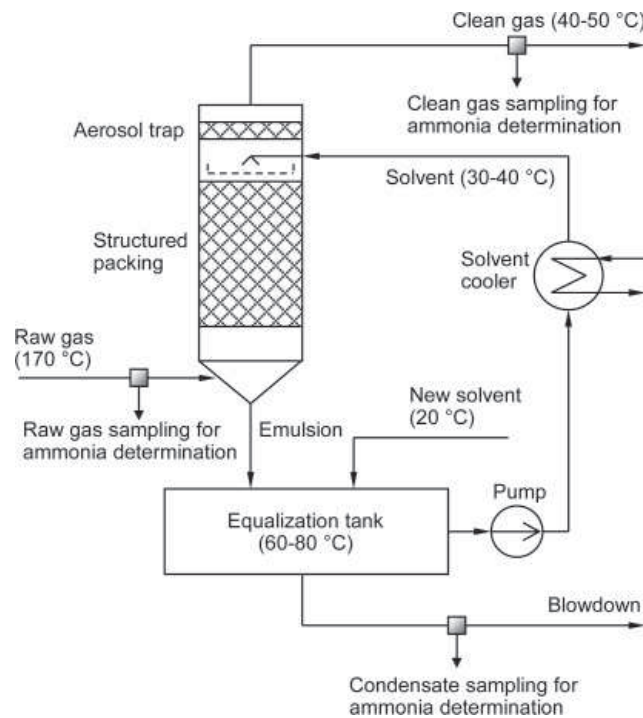 Clean gas (40-50 °C)
Clean gas sampling for
ammonia determination
Aerosol trap
Solvent (30-40 °C)
Structured
packing
Solvent
cooler
Raw gas
(170 °C)
Raw gas sampling for
ammonia determination
Emulsion
New solvent
(20 °C)
Pump
Equalization tank
(60-80 °C)
Blowdown
Condensate sampling for
ammonia determination